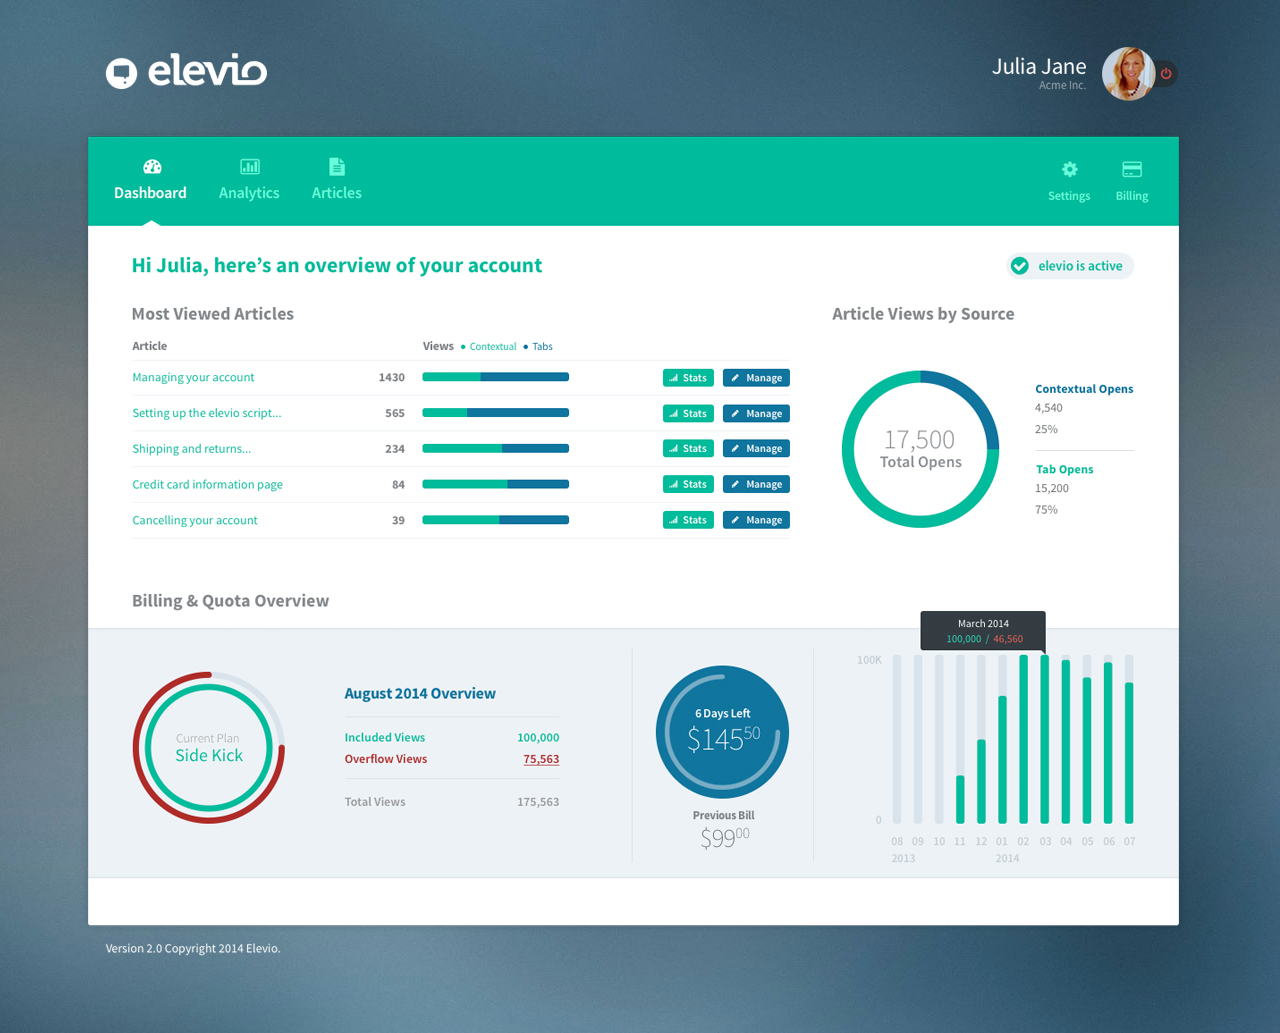 elevio
Julia Jane
Acme Inc.
Dashboard
Analytics
Articles
Settings
Billing
Hi Julia, here’s an overview of your account
elevio is active
Most Viewed Articles
Article Views by Source
Article
Views • Contextual • Tabs
Managing your account 1430 Stats Manage
Setting up the elevio script... 565 Stats Manage
Shipping and returns... 234 Stats Manage
Credit card information page 84 Stats Manage
Cancelling your account 39 Stats Manage
17,500
Total Opens
Contextual Opens
4,540
25%
Tab Opens
15,200
75%
Billing & Quota Overview
Current Plan
Side Kick
August 2014 Overview
Included Views 100,000
Overflow Views 75,563
Total Views 175,563
6 Days Left
$14550
Previous Bill
$9900
March 2014
100,000 / 46,560
100K
0
08 09 10 11 12 01 02 03 04 05 06 07
2013 2014
Version 2.0 Copyright 2014 Elevio.